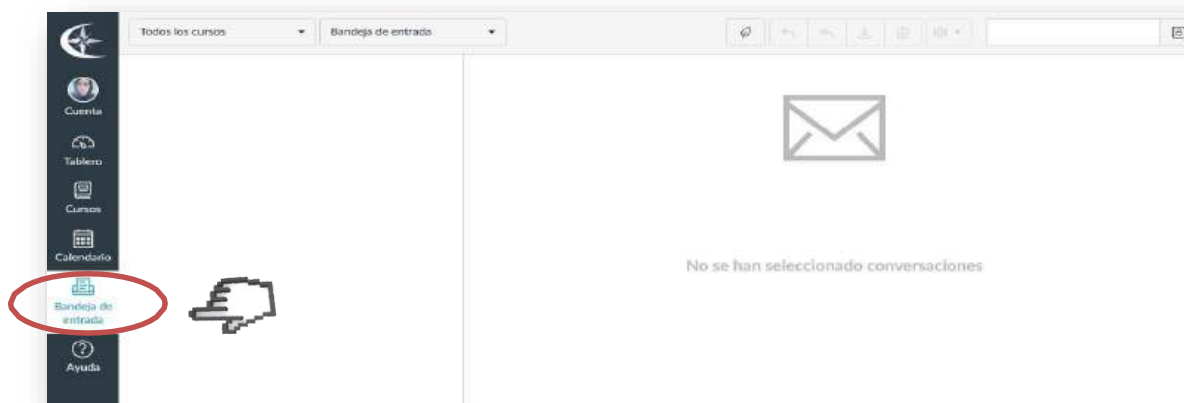 Todos los cursos
Bandeja de entrada
Cuenta
Tablero
Cursos
Calendario
Bandeja de
entrada
Ayuda
No se han seleccionado conversaciones